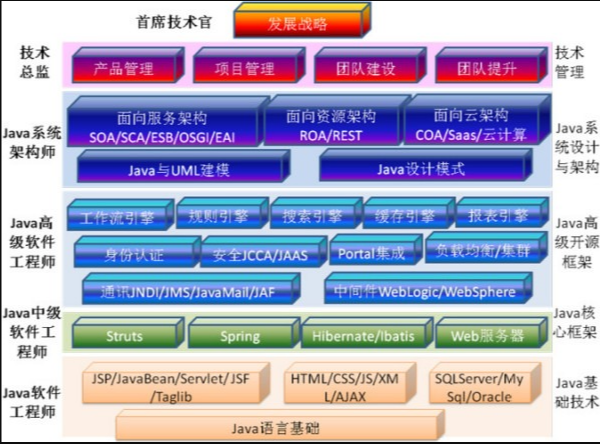 首席技术官
发展战略
技术
总监
产品管理
项目管理
团队建设
团队提升
技术
管理
Java系统
架构师
面向服务架构
SOA/SCA/ESB/OSGI/EAI
面向资源架构
ROA/REST
面向云架构
COA/Saas/云计算
Java与UML建模
Java设计模式
Java系
统设计
与架构
Java高
级软件
工程师
工作流引擎
规则引擎
搜索引擎
缓存引擎
报表引擎
身份认证
安全JCCA/JAAS
Portal集成
负载均衡/集群
通讯JNDI/JMS/JavaMail/JAF
中间件WebLogic/WebSphere
Java高
级开源
框架
Java中级
软件工
程师
Struts
Spring
Hibernate/Ibatis
Web服务器
Java核
心框架
Java软件
工程师
JSP/JavaBean/Servlet/JSF
/Taglib
HTML/CSS/JS/XM
L/AJAX
SQLServer/My
Sql/Oracle
Java语言基础
Java基
础技术